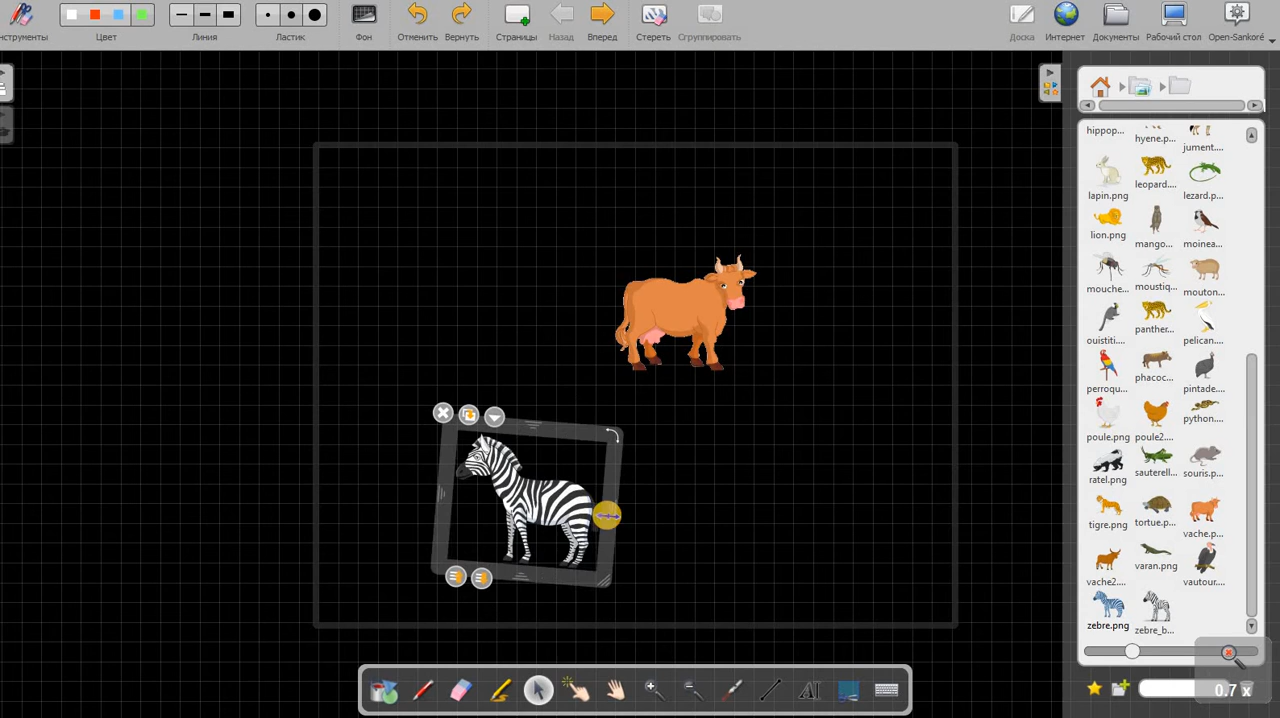 нструменты
Цвет
Линия
Ластик
Фон
Отменить
Вернуть
Страницы
Назад
Вперед
Стереть
Сгруппировать
Доска
Интернет
Документы
Рабочий стол
Open-Sankoré
hippop...
hyene.p...
jument....
lapin.png
leopard....
lezard.p...
lion.png
mango...
moinea...
mouche...
moustiq...
mouton...
ouistiti...
panther...
pelican....
perroqu...
phacoc...
pintade...
poule.png
poule2....
python....
ratel.png
sauterell...
souris.p...
tigre.png
tortue.p...
vache.p...
vache2....
varan.png
vautour....
zebre.png
zebre_b...
AI
0.7 x